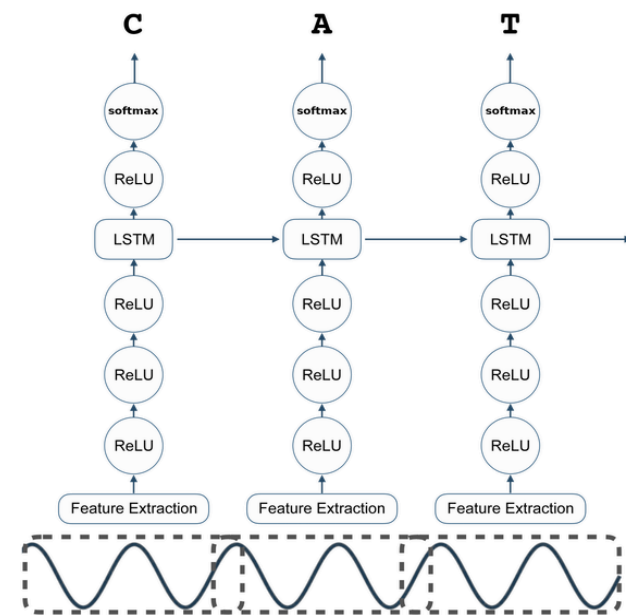 C A T
softmax softmax softmax
ReLU ReLU ReLU
LSTM LSTM LSTM
ReLU ReLU ReLU
ReLU ReLU ReLU
ReLU ReLU ReLU
Feature Extraction Feature Extraction Feature Extraction